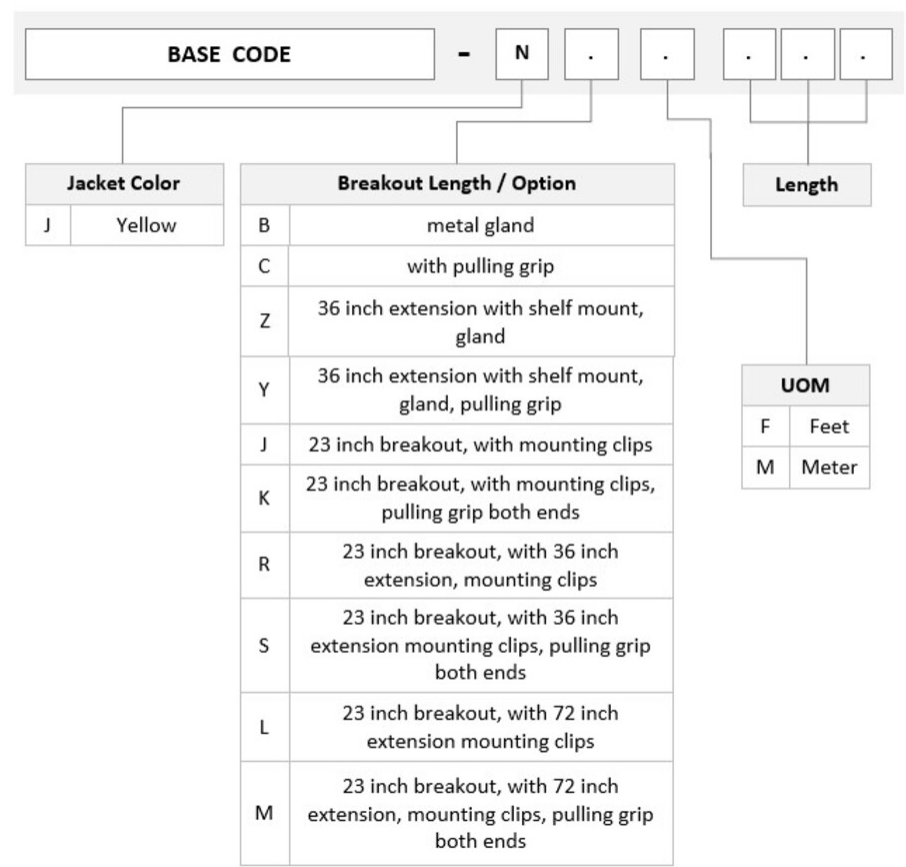 BASE CODE - N . . . . .
Jacket Color
J Yellow
Breakout Length / Option
B metal gland
C with pulling grip
Z 36 inch extension with shelf mount,
gland
Y 36 inch extension with shelf mount,
gland, pulling grip
J 23 inch breakout, with mounting clips
K 23 inch breakout, with mounting clips,
pulling grip both ends
R 23 inch breakout, with 36 inch
extension, mounting clips
S 23 inch breakout, with 36 inch
extension mounting clips, pulling grip
both ends
L 23 inch breakout, with 72 inch
extension mounting clips
M 23 inch breakout, with 72 inch
extension, mounting clips, pulling grip
both ends
Length
UOM
F Feet
M Meter